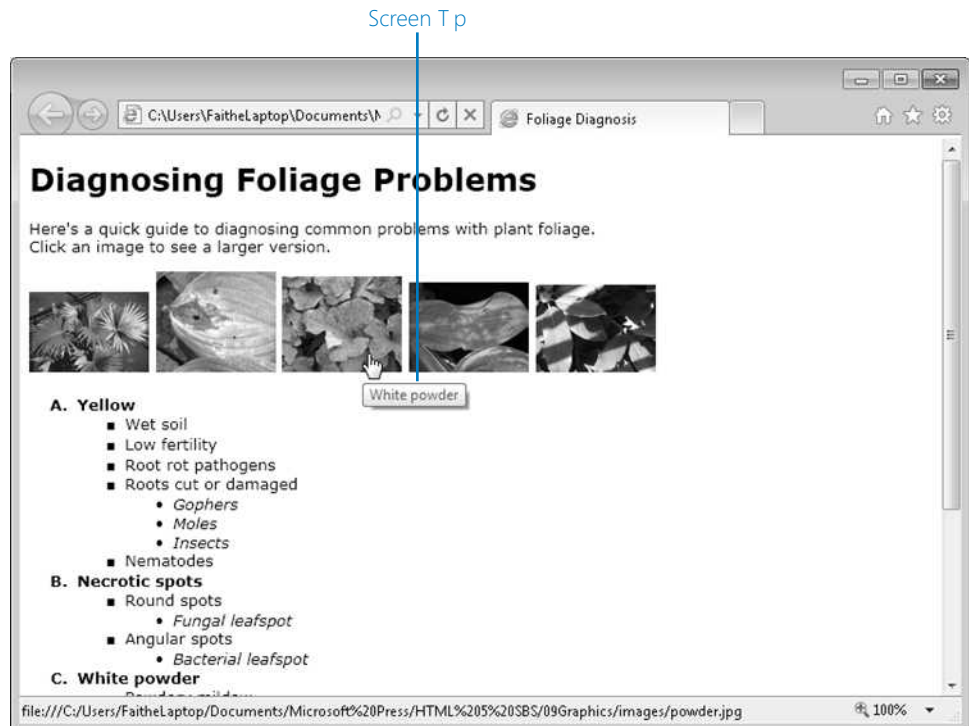 Screen T p
C:\Users\FaitheLaptop\Documents\M
Foliage Diagnosis
Diagnosing Foliage Problems
Here's a quick guide to diagnosing common problems with plant foliage.
Click an image to see a larger version.
White powder
A. Yellow
■ Wet soil
■ Low fertility
■ Root rot pathogens
■ Roots cut or damaged
• Gophers
• Moles
• Insects
■ Nematodes
B. Necrotic spots
■ Round spots
• Fungal leafspot
■ Angular spots
• Bacterial leafspot
C. White powder
file:///C:/Users/FaitheLaptop/Documents/Microsoft%20Press/HTML%205%20SBS/09Graphics/images/powder.jpg
100%